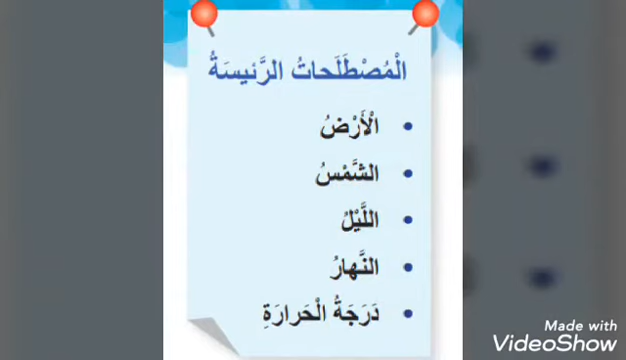 الْمُصْطَلَحاتُ الرَّئيسَةُ
• الْأَرْضُ
• الشَّمْسُ
• اللَّيْلُ
• النَّهارُ
• دَرَجَةُ الْحَرارَةِ
Made with
VideoShow